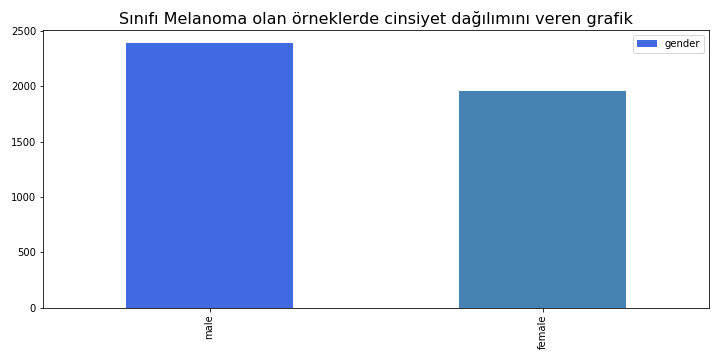 Sınıfı Melanoma olan örneklerde cinsiyet dağılımını veren grafik
2500
2000
1500
1000
500
0
gender
male
female